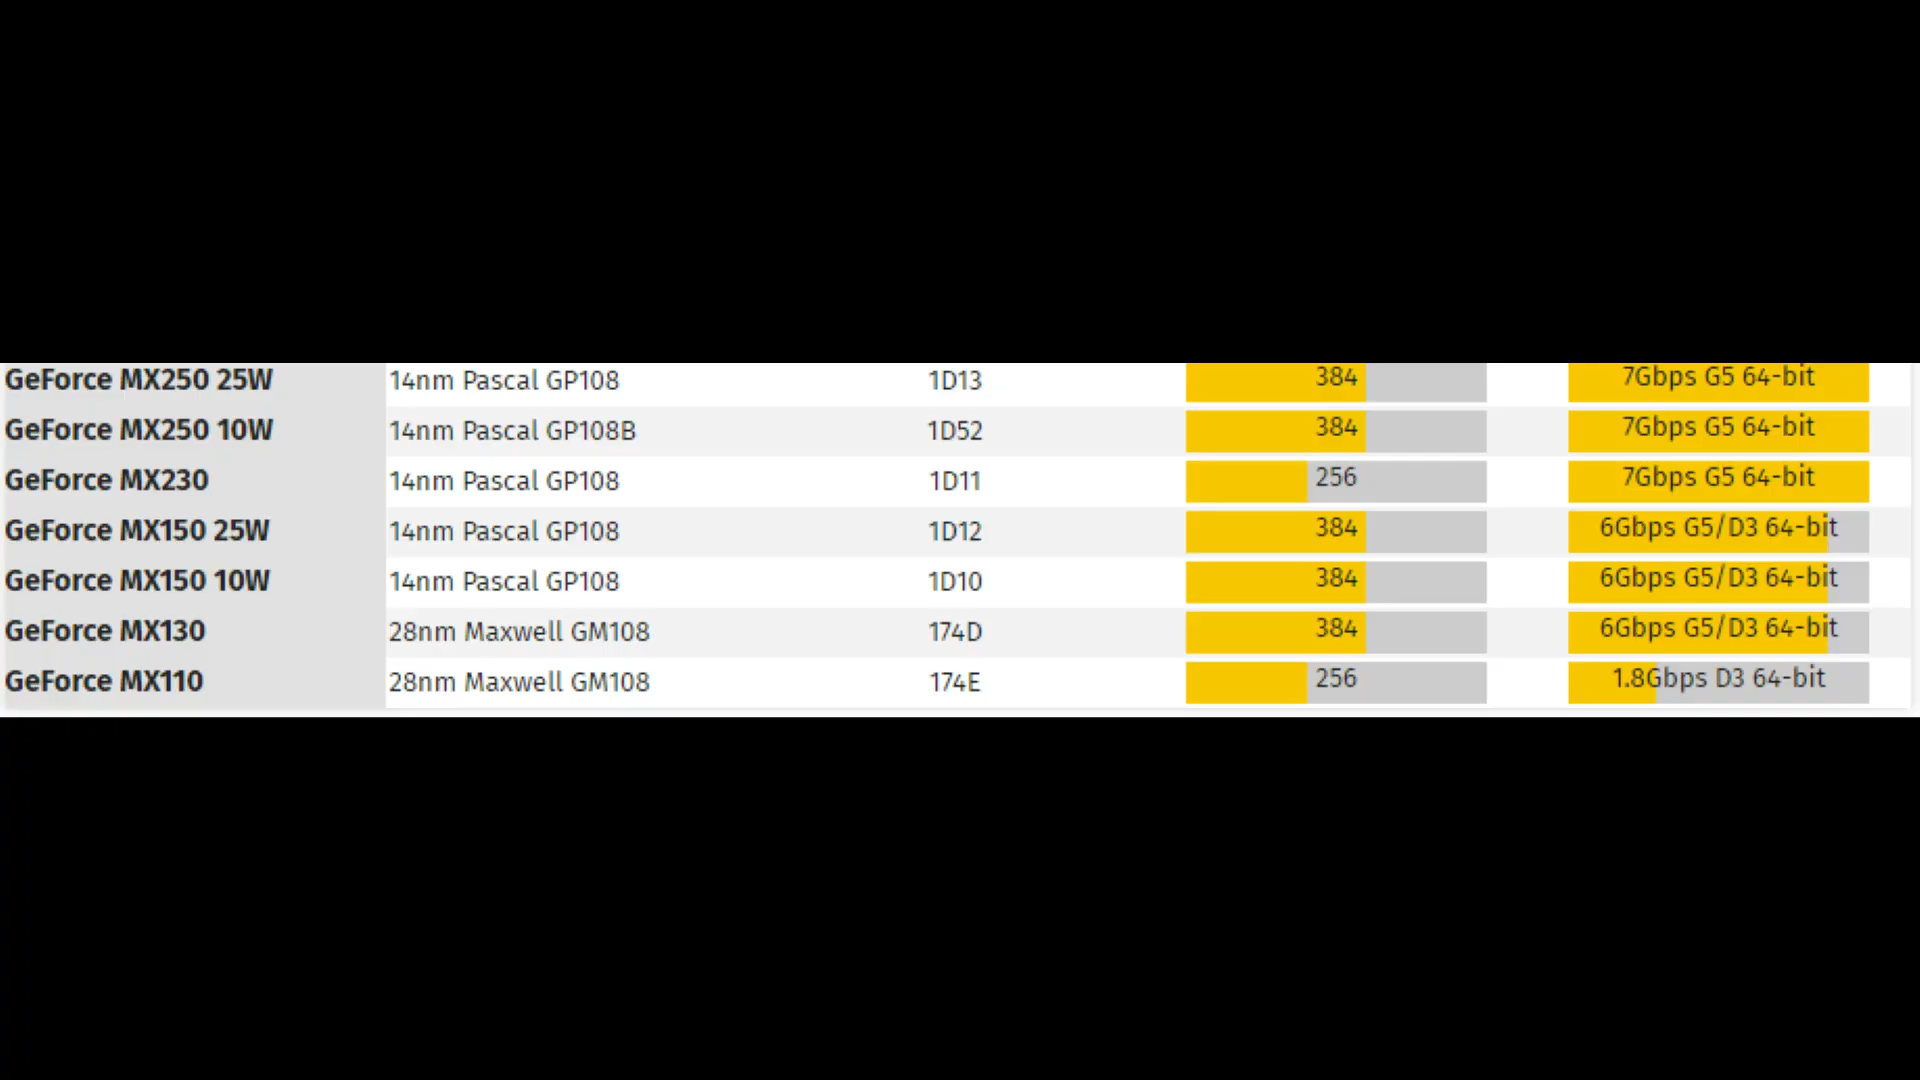 GeForce MX250 25W 14nm Pascal GP108 1D13 384 7Gbps G5 64-bit
GeForce MX250 10W 14nm Pascal GP108B 1D52 384 7Gbps G5 64-bit
GeForce MX230 14nm Pascal GP108 1D11 256 7Gbps G5 64-bit
GeForce MX150 25W 14nm Pascal GP108 1D12 384 6Gbps G5/D3 64-bit
GeForce MX150 10W 14nm Pascal GP108 1D10 384 6Gbps G5/D3 64-bit
GeForce MX130 28nm Maxwell GM108 174D 384 6Gbps G5/D3 64-bit
GeForce MX110 28nm Maxwell GM108 174E 256 1.8Gbps D3 64-bit